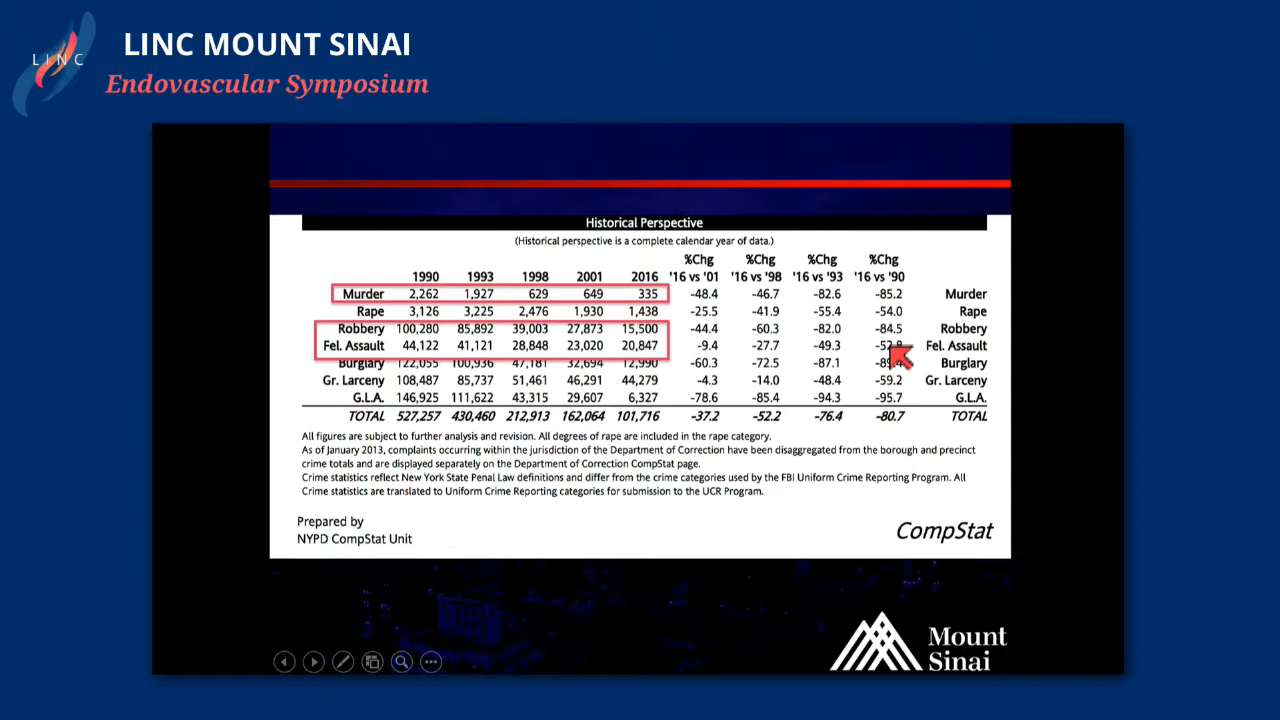 LINC
LINC MOUNT SINAI
Endovascular Symposium
Historical Perspective
(Historical perspective is a complete calendar year of data.)
%Chg %Chg %Chg %Chg
1990 1993 1998 2001 2016 '16 vs '01 '16 vs '98 '16 vs '93 '16 vs '90
Murder 2,262 1,927 629 649 335 -48.4 -46.7 -82.6 -85.2 Murder
Rape 3,126 3,225 2,476 1,930 1,438 -25.5 -41.9 -55.4 -54.0 Rape
Robbery 100,280 85,892 39,003 27,873 15,500 -44.4 -60.3 -82.0 -84.5 Robbery
Fel. Assault 44,122 41,121 28,848 23,020 20,847 -9.4 -27.7 -49.3 Fel. Assault
Burglary 122,055 100,936 47,181 32,694 12,990 -60.3 -72.5 -87.1 Burglary
Gr. Larceny 108,487 85,737 51,461 46,291 44,279 -4.3 -14.0 -48.4 -59.2 Gr. Larceny
G.L.A. 146,925 111,622 43,315 29,607 6,327 -78.6 -85.4 -94.3 -95.7 G.L.A.
TOTAL 527,257 430,460 212,913 162,064 101,716 -37.2 -52.2 -76.4 -80.7 TOTAL
All figures are subject to further analysis and revision. All degrees of rape are included in the rape category.
As of January 2013, complaints occurring within the jurisdiction of the Department of Correction have been disaggregated from the borough and precinct
crime totals and are displayed separately on the Department of Correction CompStat page.
Crime statistics reflect New York State Penal Law definitions and differ from the crime categories used by the FBI Uniform Crime Reporting Program. All
Crime statistics are translated to Uniform Crime Reporting categories for submission to the UCR Program.
Prepared by
NYPD CompStat Unit
CompStat
Mount
Sinai